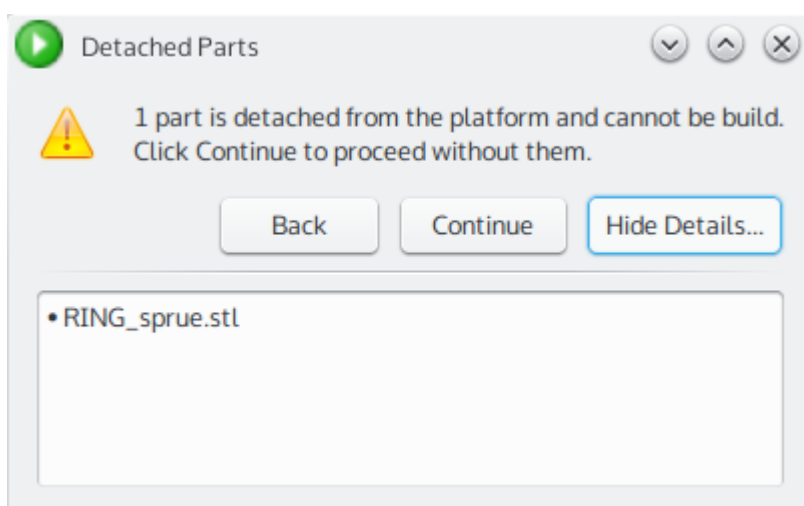 Detached Parts
1 part is detached from the platform and cannot be build.
Click Continue to proceed without them.
Back Continue Hide Details...
• RING_sprue.stl